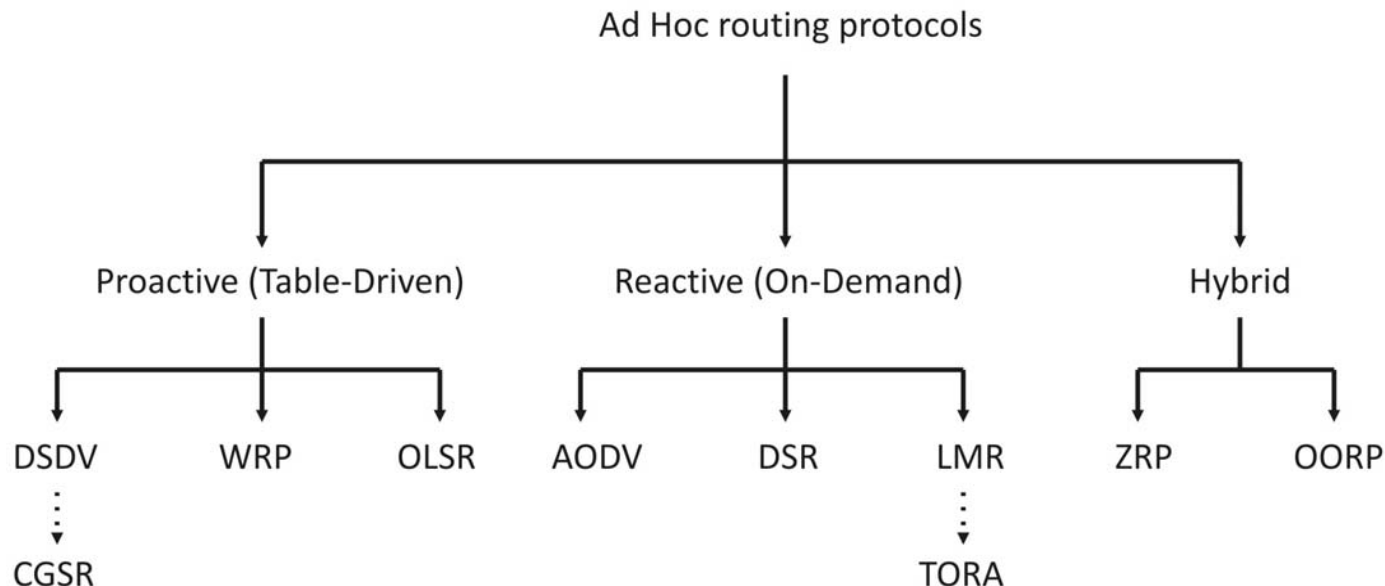 Ad Hoc routing protocols
Proactive (Table-Driven)
Reactive (On-Demand)
Hybrid
DSDV
WRP
OLSR
AODV
DSR
LMR
ZRP
OORP
CGSR
TORA